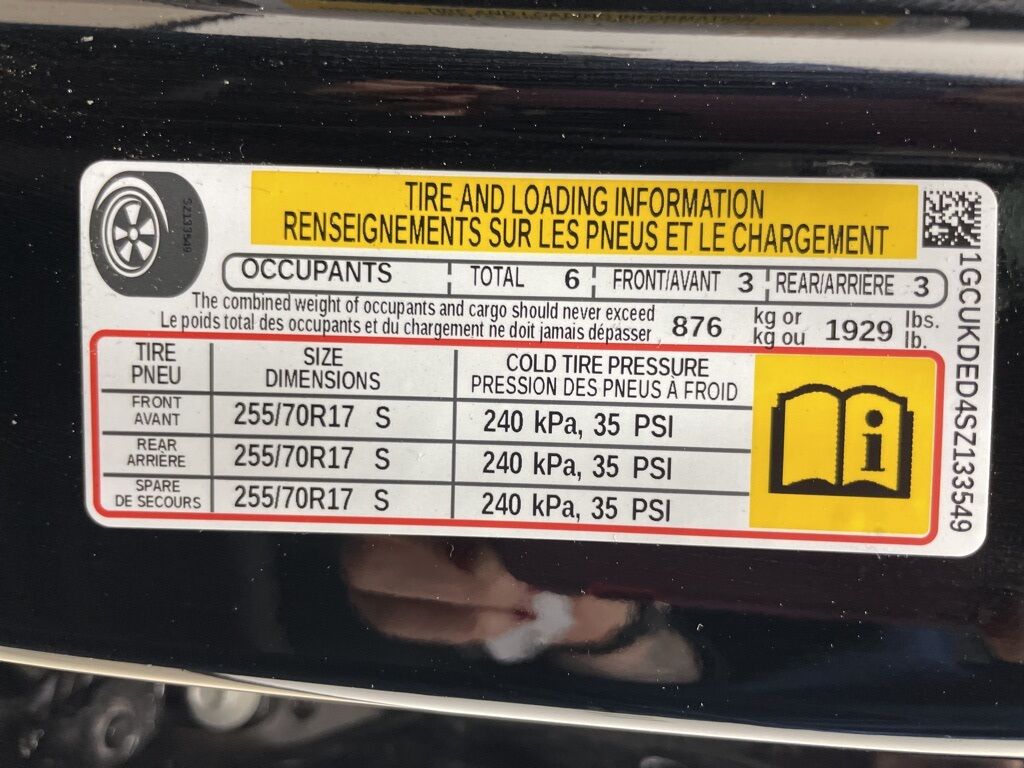 TIRE AND LOADING INFORMATION
RENSEIGNEMENTS SUR LES PNEUS ET LE CHARGEMENT
SZ133549
OCCUPANTS TOTAL 6 FRONT/AVANT 3 REAR/ARRIÈRE 3
The combined weight of occupants and cargo should never exceed 876 kg or 1929 lbs.
Le poids total des occupants et du chargement ne doit jamais dépasser kg ou lb.
TIRE SIZE COLD TIRE PRESSURE
PNEU DIMENSIONS PRESSION DES PNEUS À FROID
FRONT
AVANT 255/70R17 S 240 kPa, 35 PSI
REAR
ARRIÈRE 255/70R17 S 240 kPa, 35 PSI
SPARE
DE SECOURS 255/70R17 S 240 kPa, 35 PSI
i
1GCUKDED4SZ133549